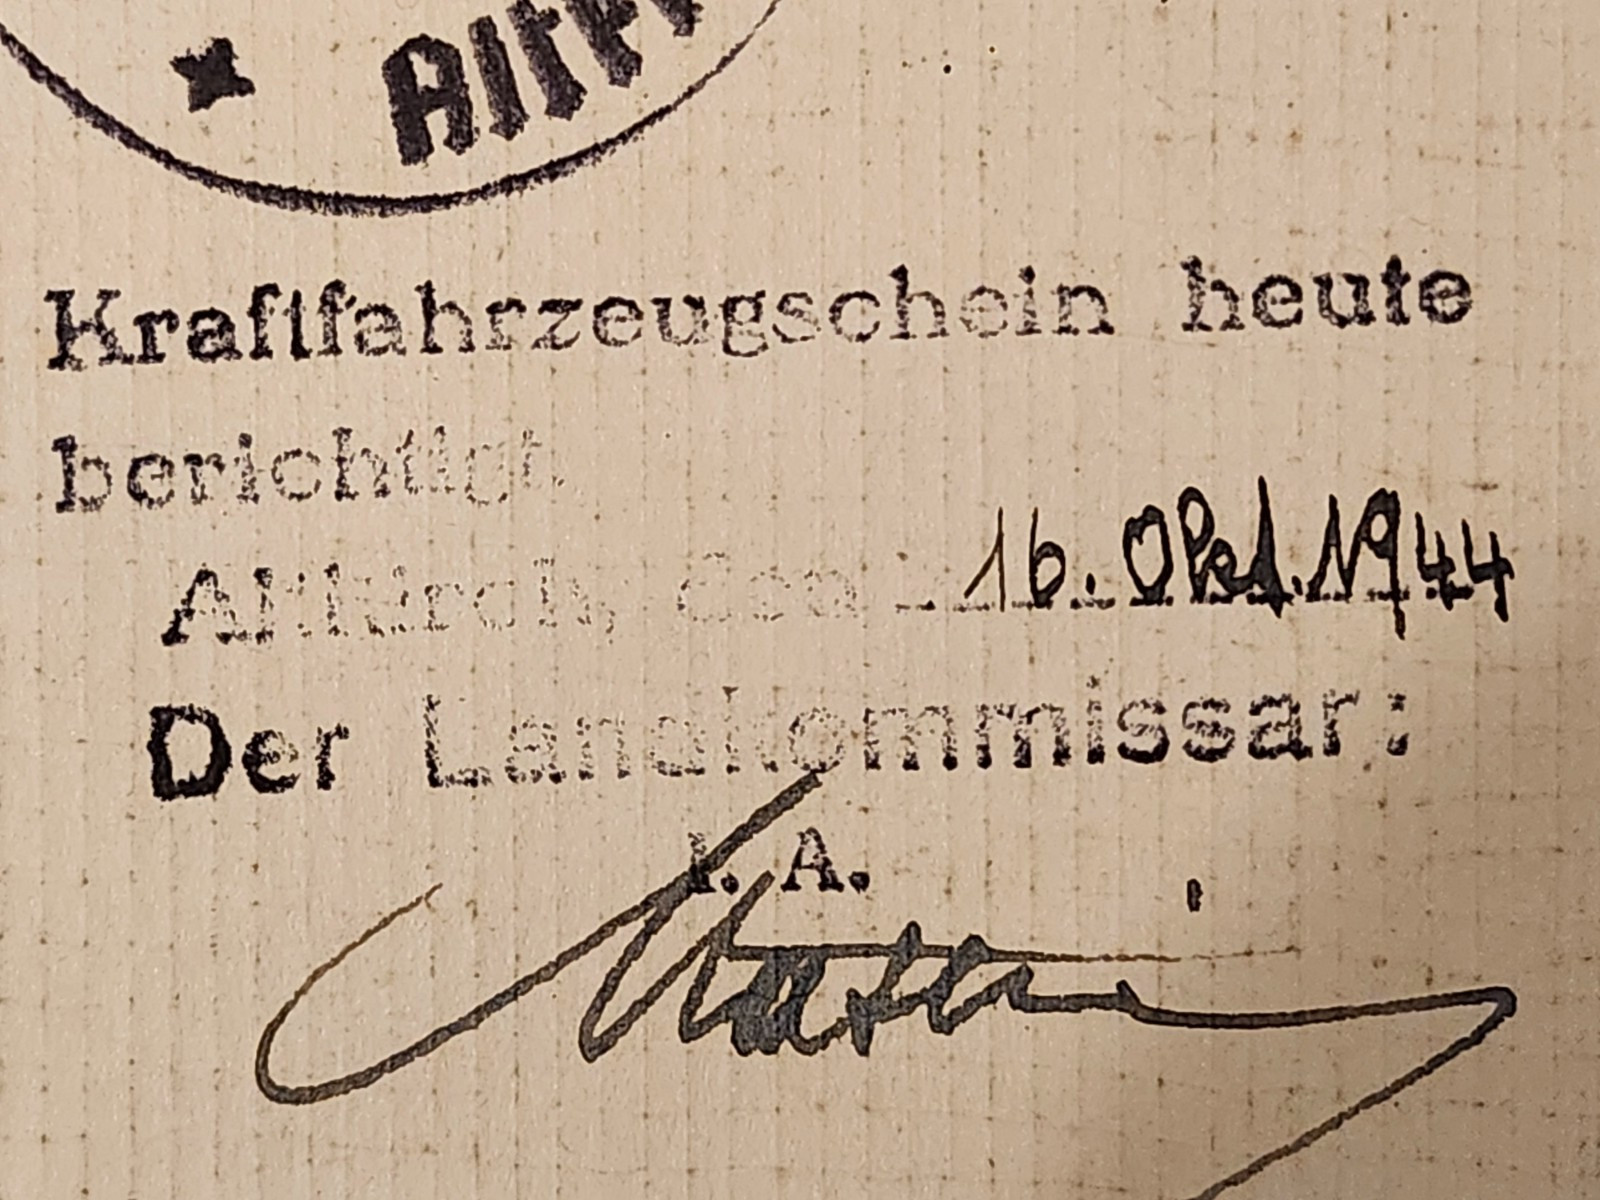 Altk
Kraftfahrzeugschein heute
berichtigt.
Altkirch, den 16. Okt. 1944
Der Landkommissar:
I. A.